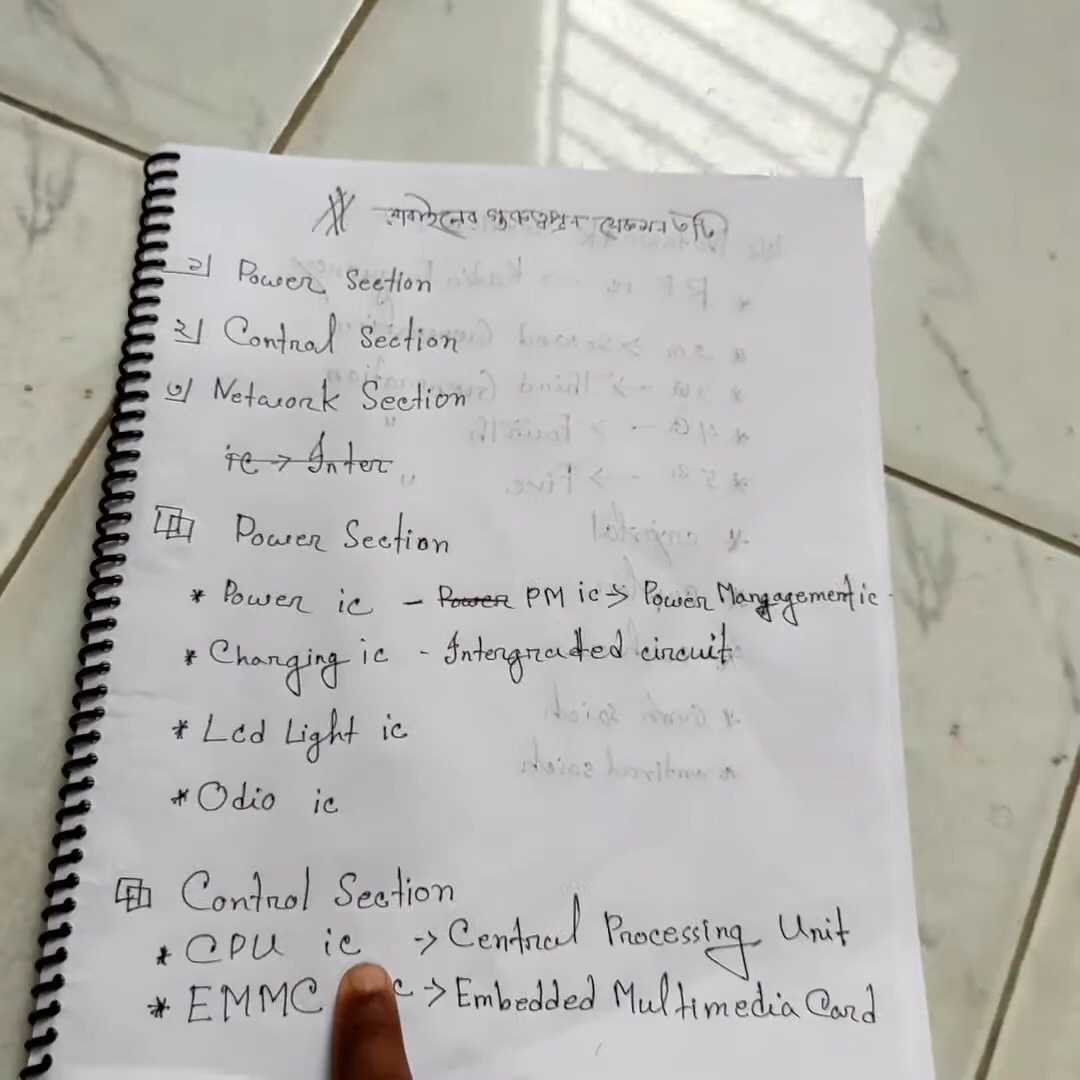 মোবাইলের গুরুত্বপূর্ণ সেকশন ৩টি
১। Power Section
২। Control Section
৩। Network Section
ic → Inter
Power Section
* Power ic - Power PM ic → Power Mangagement ic
* Charging ic - Intergraded circuit
* Lcd Light ic
* Odio ic
Control Section
* CPU ic → Central Processing Unit
* EMMC → Embedded Multimedia Card